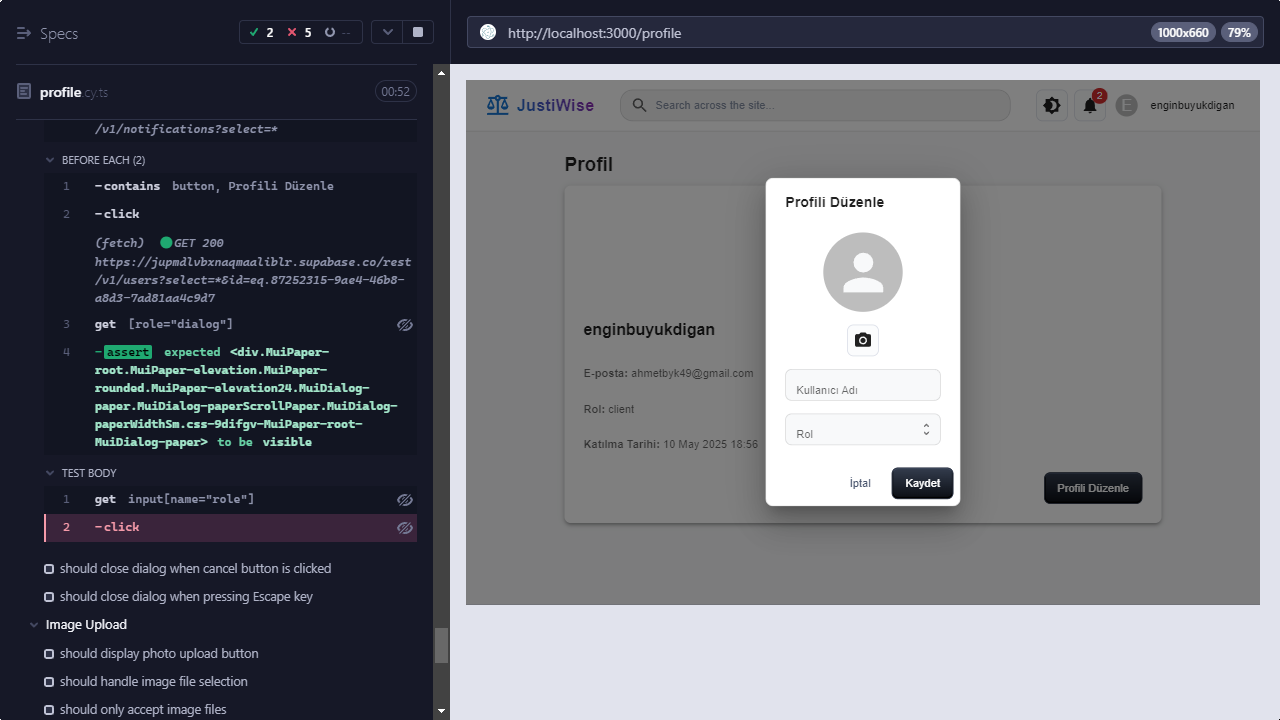 Specs
2
5
--
profile.cy.ts
00:52
/v1/notifications?select=*
BEFORE EACH (2)
1 -contains button, Profili Düzenle
2 -click
(fetch) GET 200
https://jupmdlvbxnaqmaaliblr.supabase.co/rest
/v1/users?select=*&id=eq.87252315-9ae4-46b8-
a8d3-7ad81aa4c9d7
3 get [role="dialog"]
4 -assert expected <div.MuiPaper-
root.MuiPaper-elevation.MuiPaper-
rounded.MuiPaper-elevation24.MuiDialog-
paper.MuiDialog-paperScrollPaper.MuiDialog-
paperWidthSm.css-9difgv-MuiPaper-root-
MuiDialog-paper> to be visible
TEST BODY
1 get input[name="role"]
2 -click
should close dialog when cancel button is clicked
should close dialog when pressing Escape key
Image Upload
should display photo upload button
should handle image file selection
should only accept image files
http://localhost:3000/profile
1000x660
79%
JustiWise
Search across the site...
2
E
enginbuyukdigan
Profil
enginbuyukdigan
E-posta: ahmetbyk49@gmail.com
Rol: client
Katılma Tarihi: 10 May 2025 18:56
Profili Düzenle
Profili Düzenle
Kullanıcı Adı
Rol
İptal
Kaydet